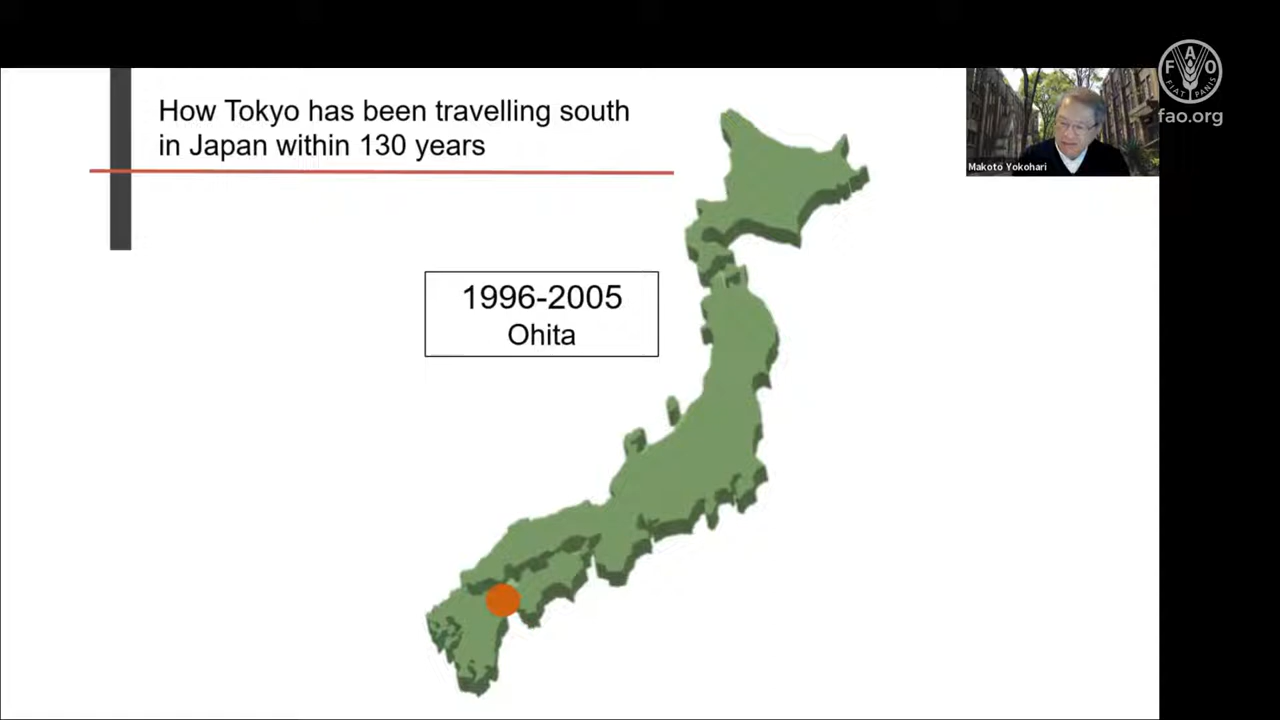 How Tokyo has been travelling south
in Japan within 130 years
1996-2005
Ohita
Makoto Yokohari
F A O
FIAT PANIS
fao.org